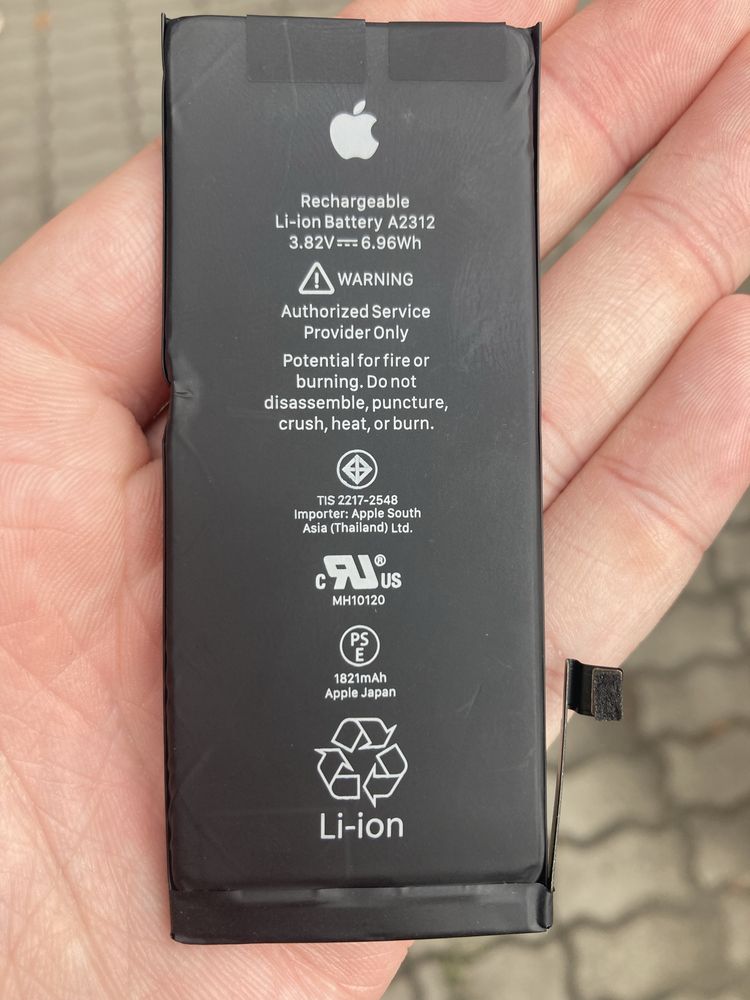 Rechargeable
Li-ion Battery A2312
3.82V⎓6.96Wh
⚠ WARNING
Authorized Service
Provider Only
Potential for fire or
burning. Do not
disassemble, puncture,
crush, heat, or burn.
TIS 2217-2548
Importer: Apple South
Asia (Thailand) Ltd.
c RU® US
MH10120
PS
E
1821mAh
Apple Japan
Li-ion